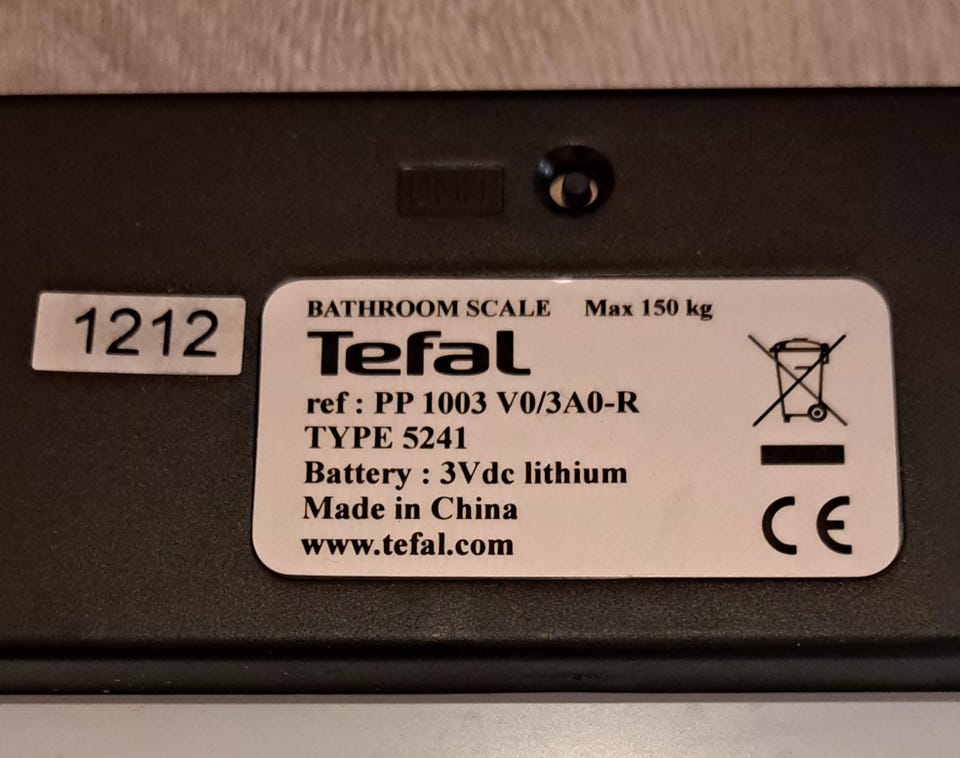 UNIT
1212
BATHROOM SCALE Max 150 kg
Tefal
ref : PP 1003 V0/3A0-R
TYPE 5241
Battery : 3Vdc lithium
Made in China
www.tefal.com
CE